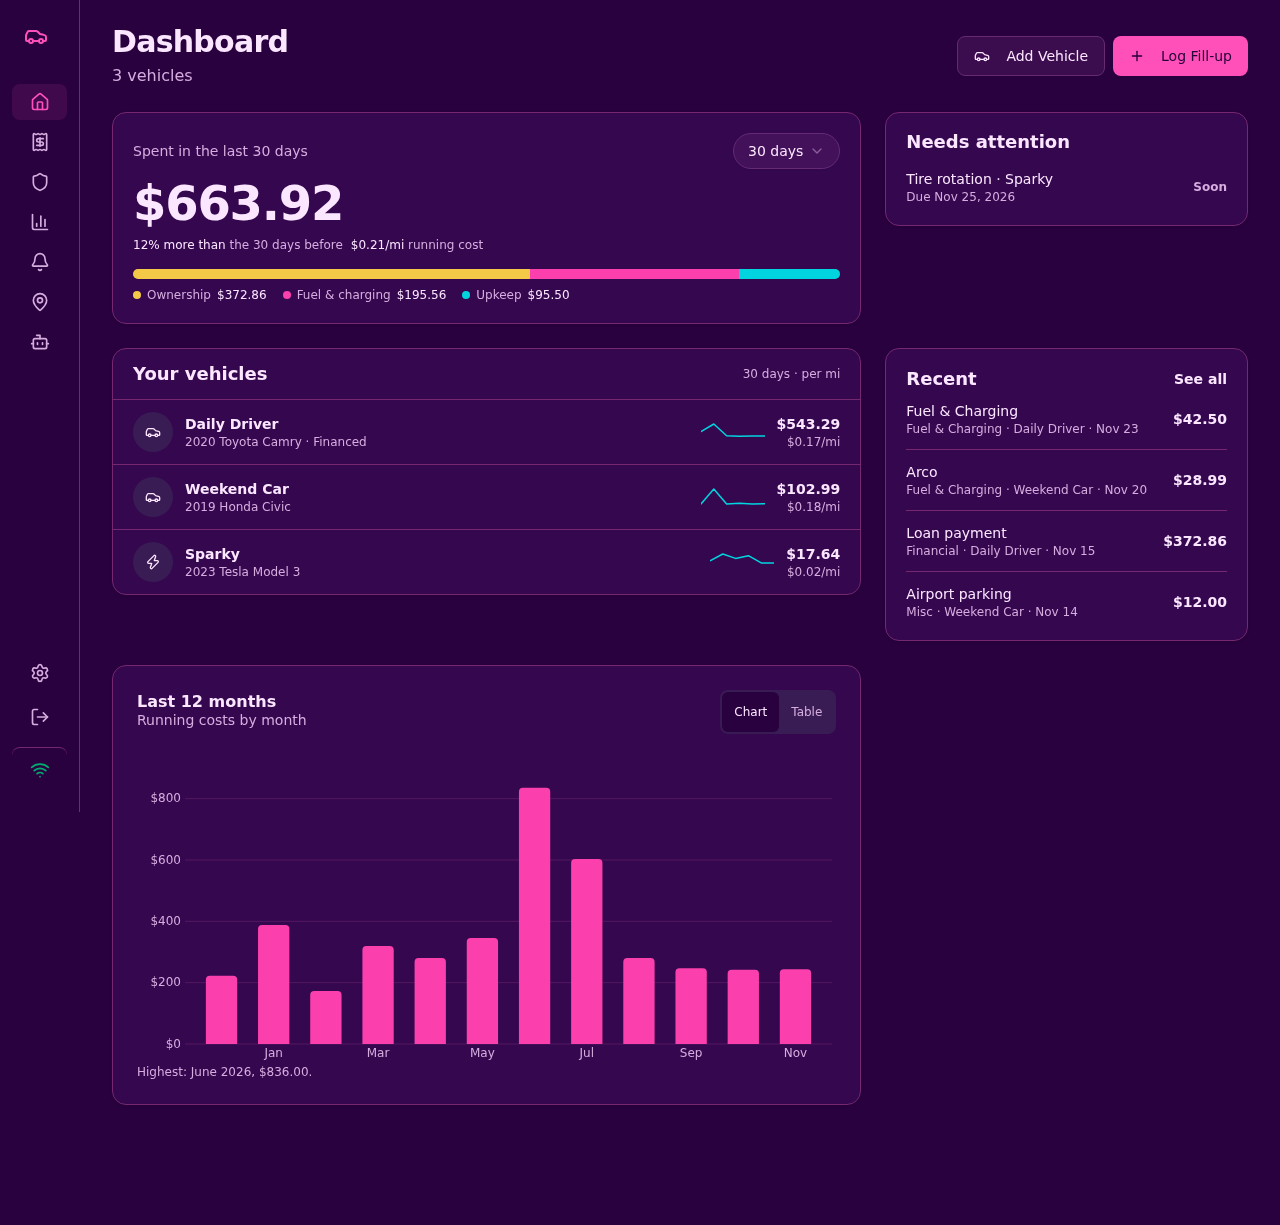 Dashboard
3 vehicles
Add Vehicle
Log Fill-up
Spent in the last 30 days
30 days
$663.92
12% more than the 30 days before $0.21/mi running cost
Ownership $372.86 Fuel & charging $195.56 Upkeep $95.50
Needs attention
Tire rotation · Sparky
Due Nov 25, 2026
Soon
Your vehicles
30 days · per mi
Daily Driver
2020 Toyota Camry · Financed
$543.29
$0.17/mi
Weekend Car
2019 Honda Civic
$102.99
$0.18/mi
Sparky
2023 Tesla Model 3
$17.64
$0.02/mi
Recent
See all
Fuel & Charging
Fuel & Charging · Daily Driver · Nov 23
$42.50
Arco
Fuel & Charging · Weekend Car · Nov 20
$28.99
Loan payment
Financial · Daily Driver · Nov 15
$372.86
Airport parking
Misc · Weekend Car · Nov 14
$12.00
Last 12 months
Running costs by month
Chart
Table
$800
$600
$400
$200
$0
Jan Mar May Jul Sep Nov
Highest: June 2026, $836.00.